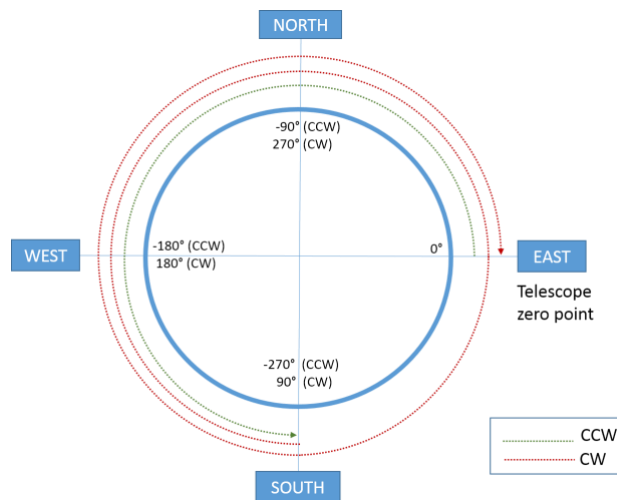 NORTH
-90° (CCW)
270° (CW)
WEST
-180° (CCW)
180° (CW)
0°
EAST
Telescope
zero point
-270° (CCW)
90° (CW)
CCW
CW
SOUTH